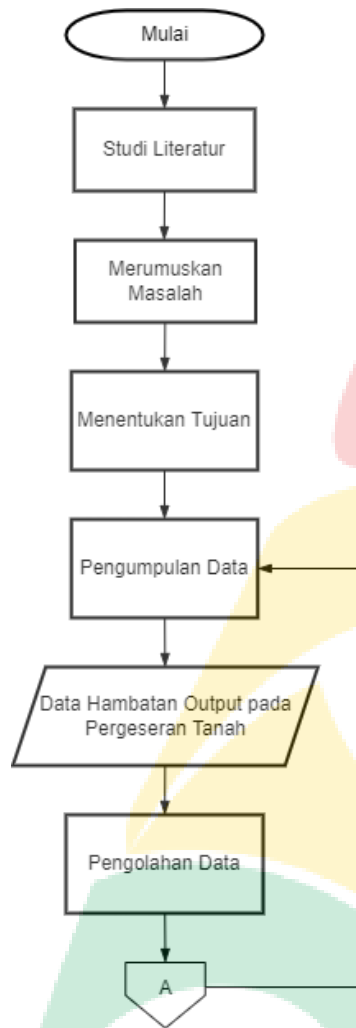 Mulai
Studi Literatur
Merumuskan
Masalah
Menentukan Tujuan
Pengumpulan Data
Data Hambatan Output pada
Pergeseran Tanah
Pengolahan Data
A